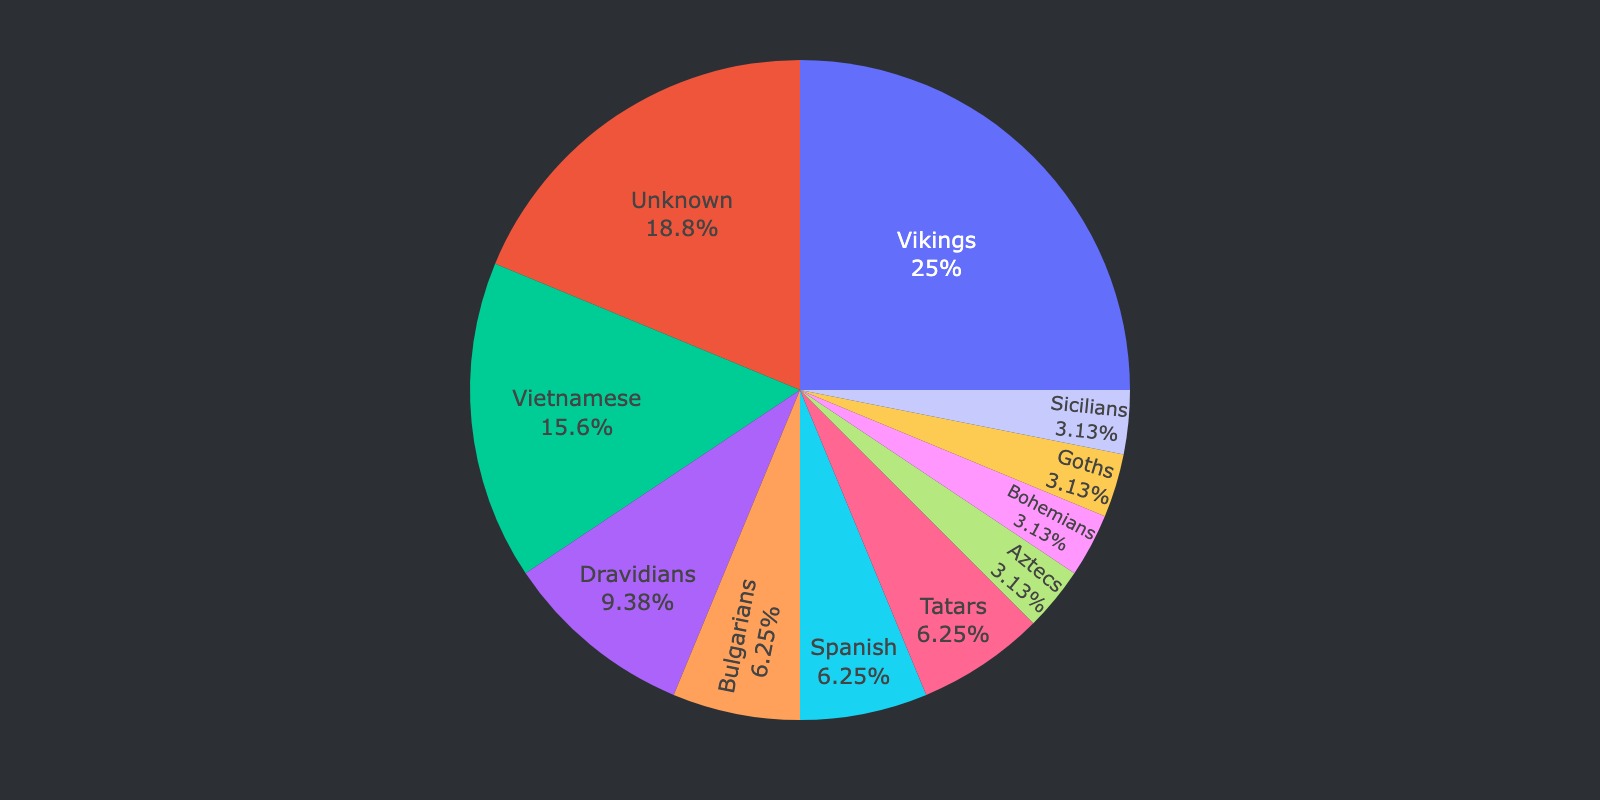 Vikings
25%
Unknown
18.8%
Vietnamese
15.6%
Dravidians
9.38%
Bulgarians
6.25%
Spanish
6.25%
Tatars
6.25%
Aztecs
3.13%
Bohemians
3.13%
Goths
3.13%
Sicilians
3.13%